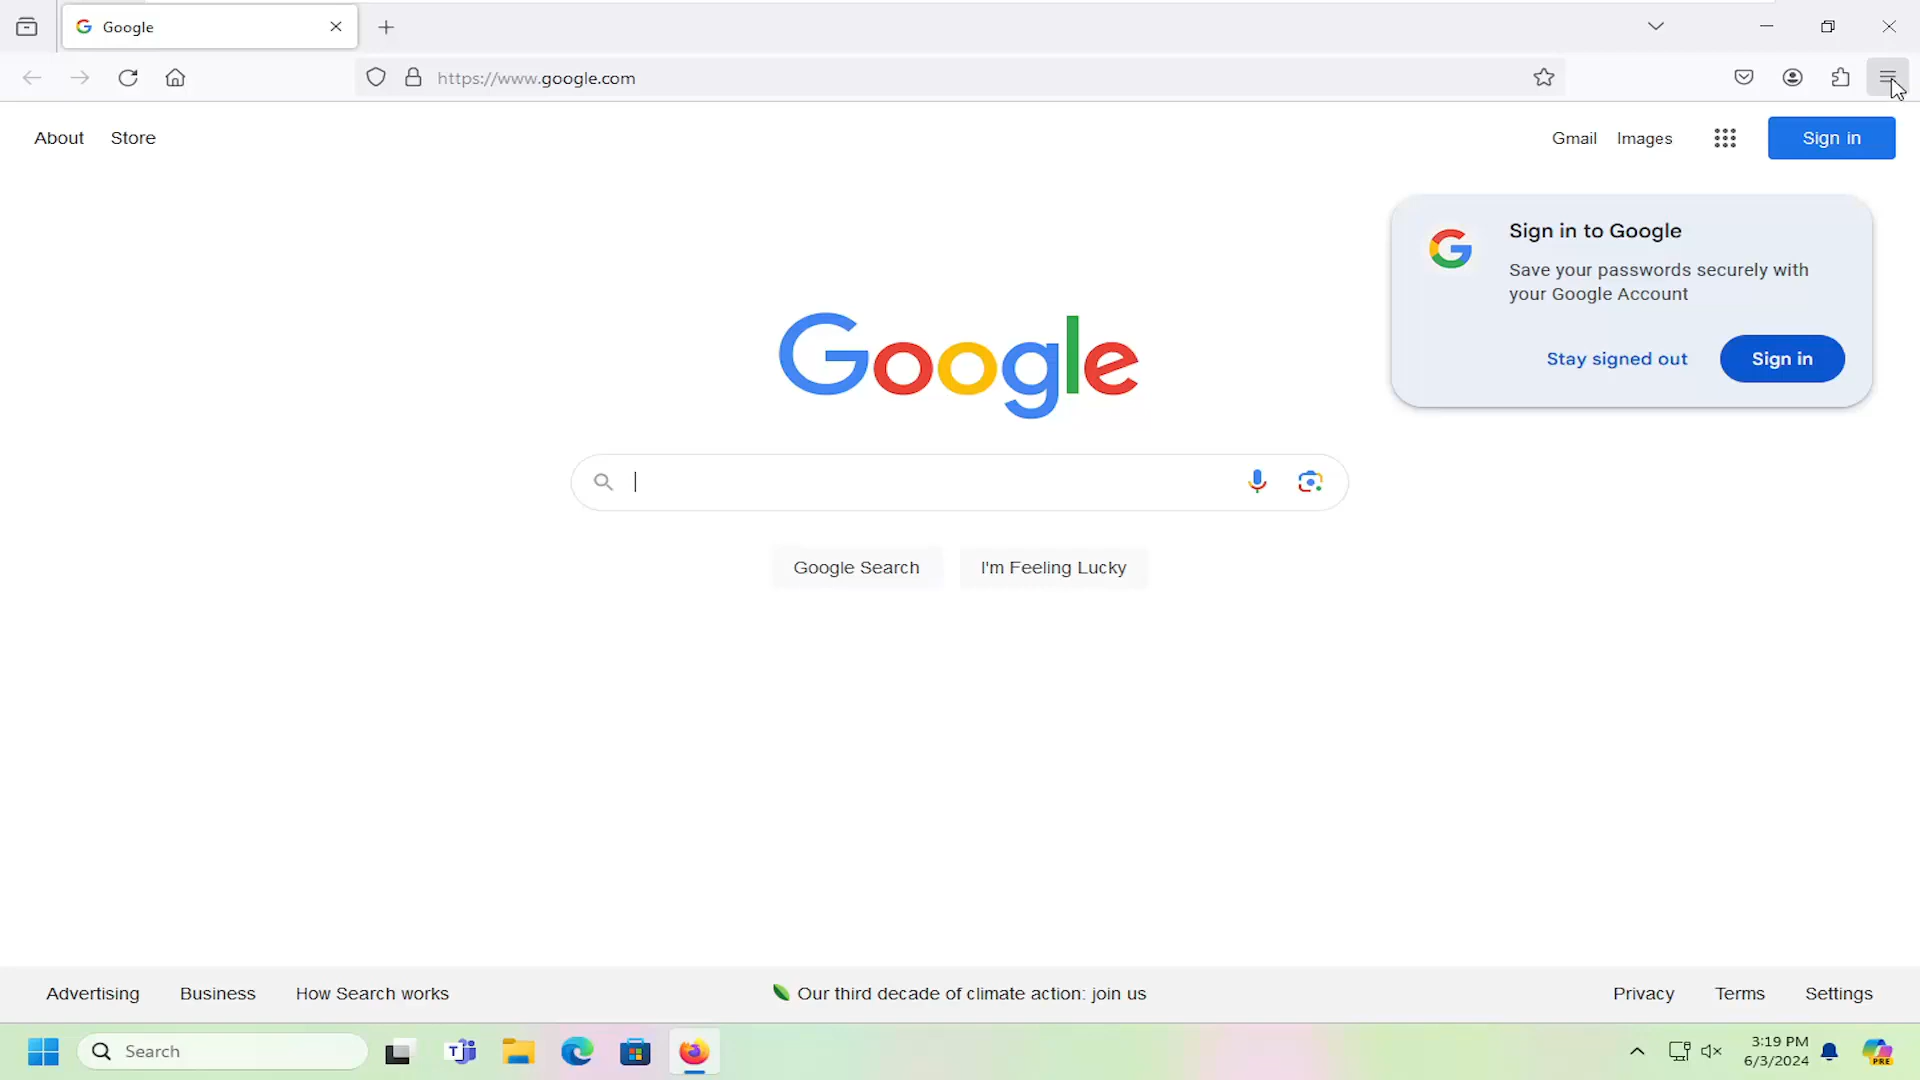 Google
https://www.google.com
About
Store
Gmail
Images
Sign in
Sign in to Google
Save your passwords securely with
your Google Account
Stay signed out
Sign in
Google
Google Search
I'm Feeling Lucky
Advertising
Business
How Search works
Our third decade of climate action: join us
Privacy
Terms
Settings
Search
3:19 PM
6/3/2024
PRE